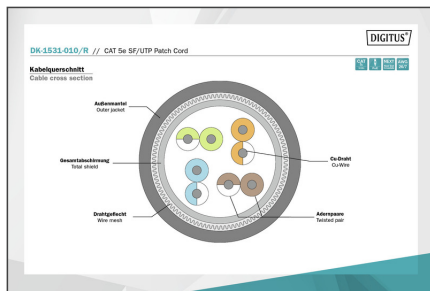 DIGITUS®
DK-1531-010/R // CAT 5e SF/UTP Patch Cord
Kabelquerschnitt
Cable cross section
Außenmantel
Outer jacket
Gesamtabschirmung
Total shield
Drahtgeflecht
Wire mesh
Cu-Draht
Cu-Wire
Adernpaare
Twisted pair